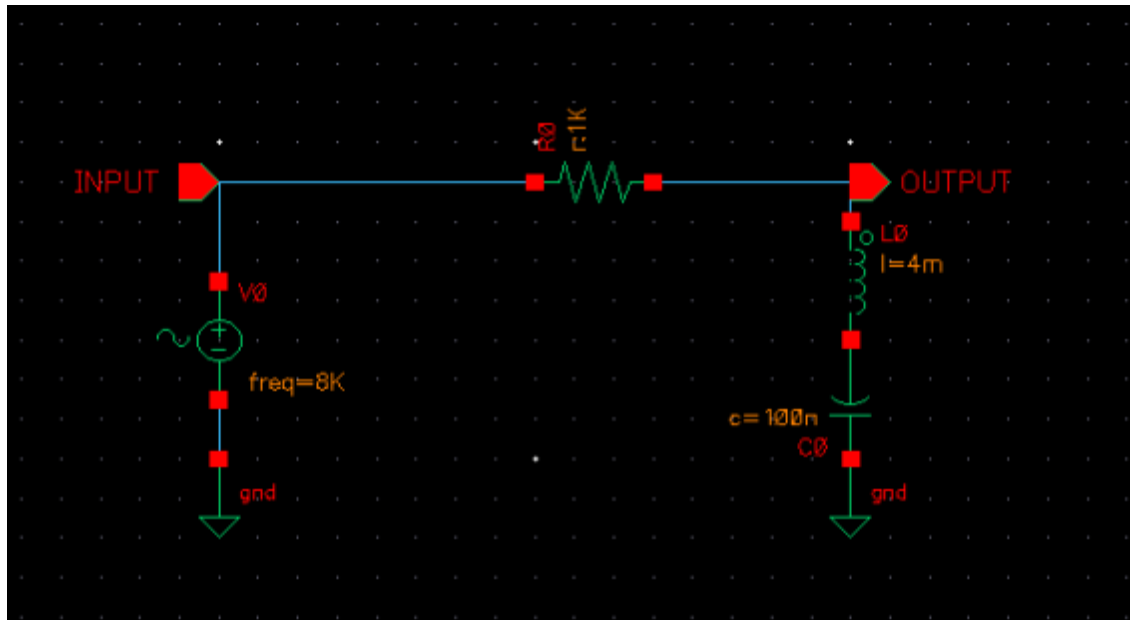 R0
r:1K
INPUT
OUTPUT
L0
l=4m
V0
freq=8K
c=100n
C0
gnd
gnd